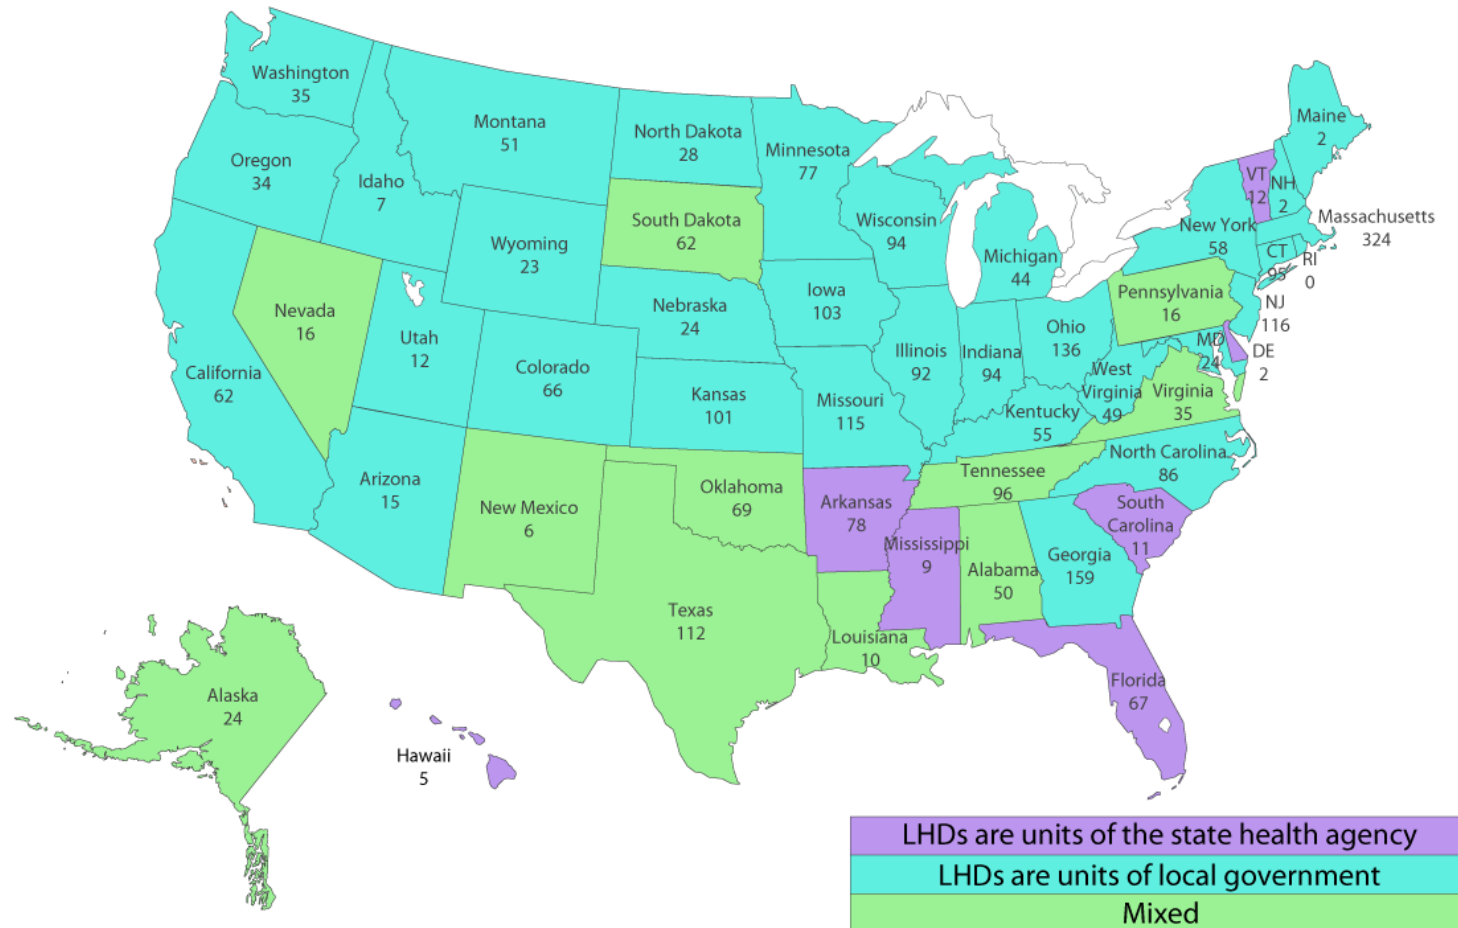 Washington
35
Oregon
34
Idaho
7
Montana
51
North Dakota
28
Minnesota
77
Wisconsin
94
Michigan
44
New York
58
VT
12
NH
2
Maine
2
Massachusetts
324
CT
95
RI
0
South Dakota
62
Wyoming
23
Nebraska
24
Iowa
103
Illinois
92
Indiana
94
Ohio
136
Pennsylvania
16
NJ
116
MD
24
DE
2
California
62
Nevada
16
Utah
12
Colorado
66
Kansas
101
Missouri
115
Kentucky
55
West
Virginia
49
Virginia
35
Arizona
15
New Mexico
6
Oklahoma
69
Arkansas
78
Tennessee
96
North Carolina
86
South
Carolina
11
Texas
112
Louisiana
10
Mississippi
9
Alabama
50
Georgia
159
Florida
67
Alaska
24
Hawaii
5
LHDs are units of the state health agency
LHDs are units of local government
Mixed